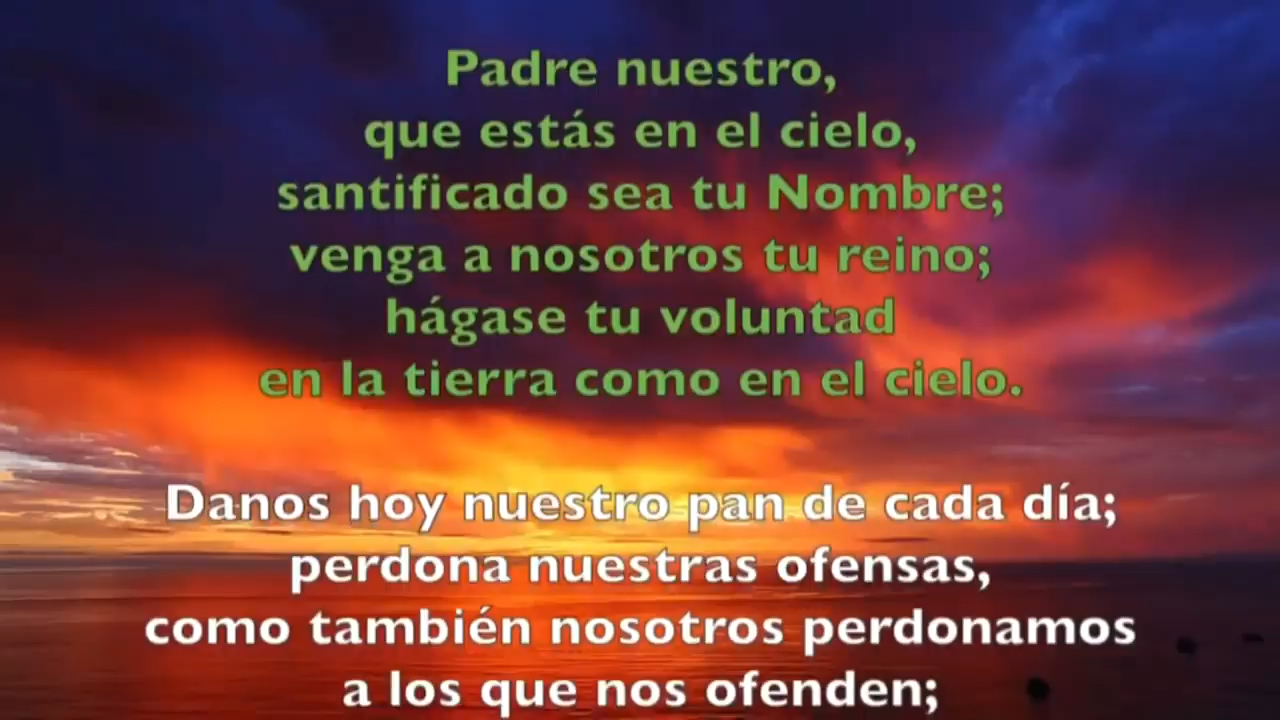 Padre nuestro,
que estás en el cielo,
santificado sea tu Nombre;
venga a nosotros tu reino;
hágase tu voluntad
en la tierra como en el cielo.
Danos hoy nuestro pan de cada día;
perdona nuestras ofensas,
como también nosotros perdonamos
a los que nos ofenden;